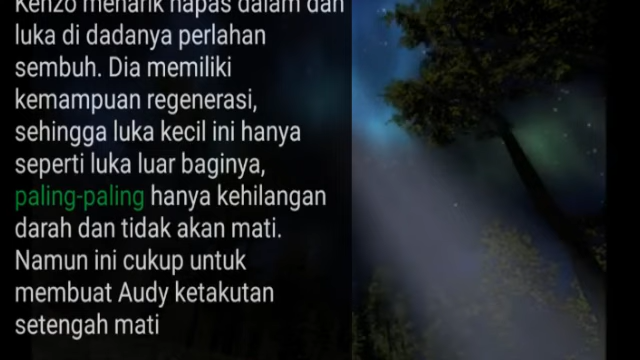 Kenzo menarik napas dalam dan
luka di dadanya perlahan
sembuh. Dia memiliki
kemampuan regenerasi,
sehingga luka kecil ini hanya
seperti luka luar baginya,
paling-paling hanya kehilangan
darah dan tidak akan mati.
Namun ini cukup untuk
membuat Audy ketakutan
setengah mati